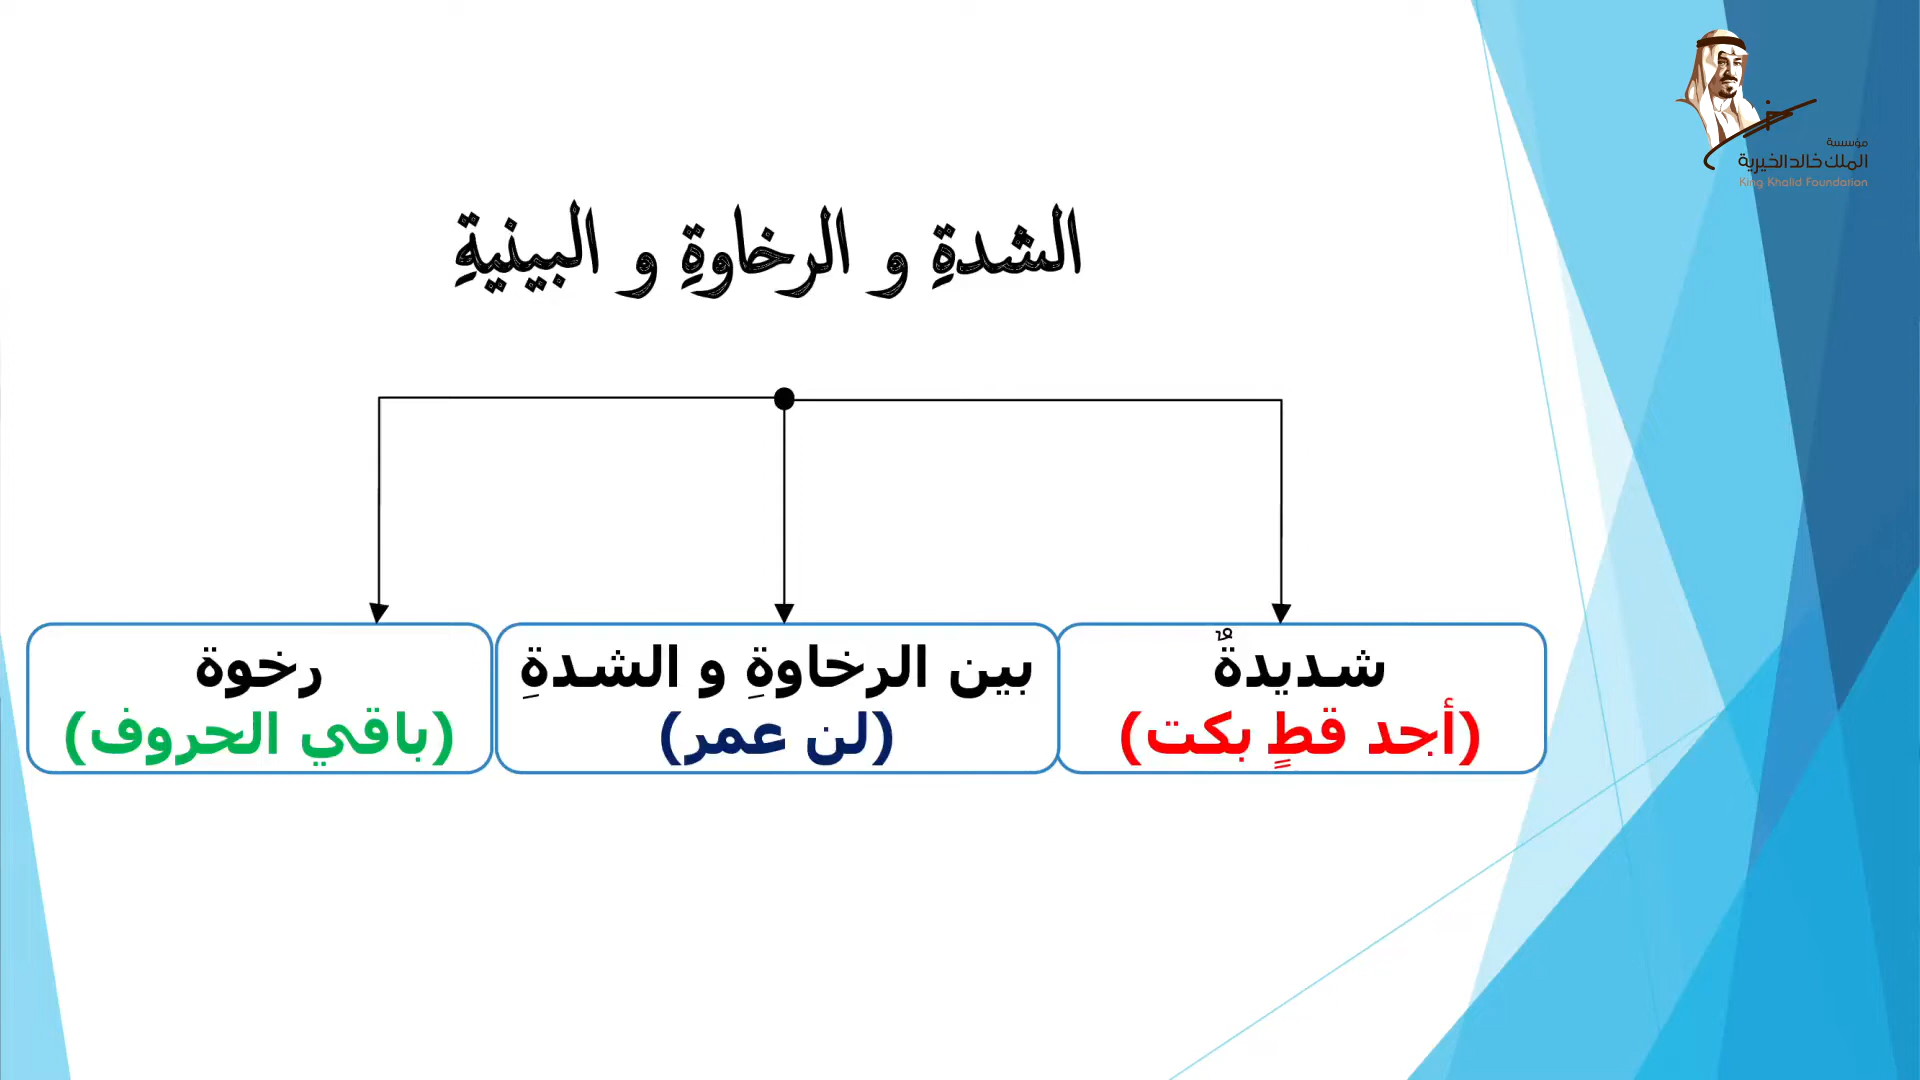 مؤسسة
الملك خالد الخيرية
King Khalid Foundation
الشدةِ و الرخاوةِ و البينيةِ
شديدةٌ
(أجد قطٍ بكت)
بين الرخاوةِ و الشدةِ
(لن عمر)
رخوة
(باقي الحروف)